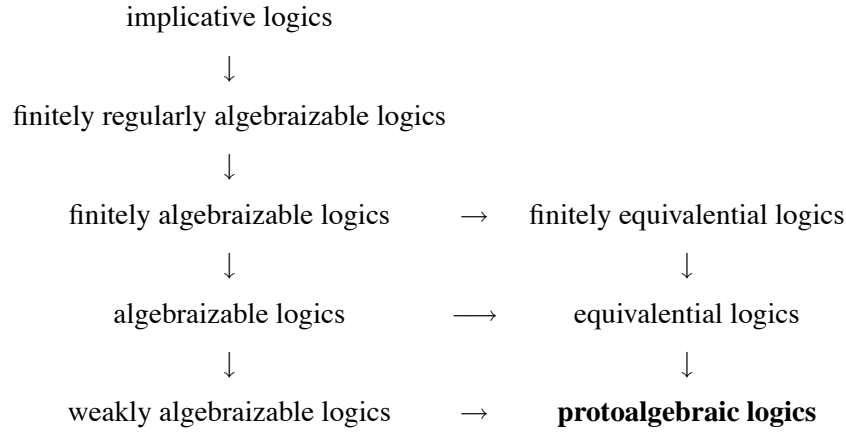 implicative logics
↓
finitely regularly algebraizable logics
↓
finitely algebraizable logics → finitely equivalential logics
↓ ↓
algebraizable logics ⟶ equivalential logics
↓ ↓
weakly algebraizable logics → protoalgebraic logics